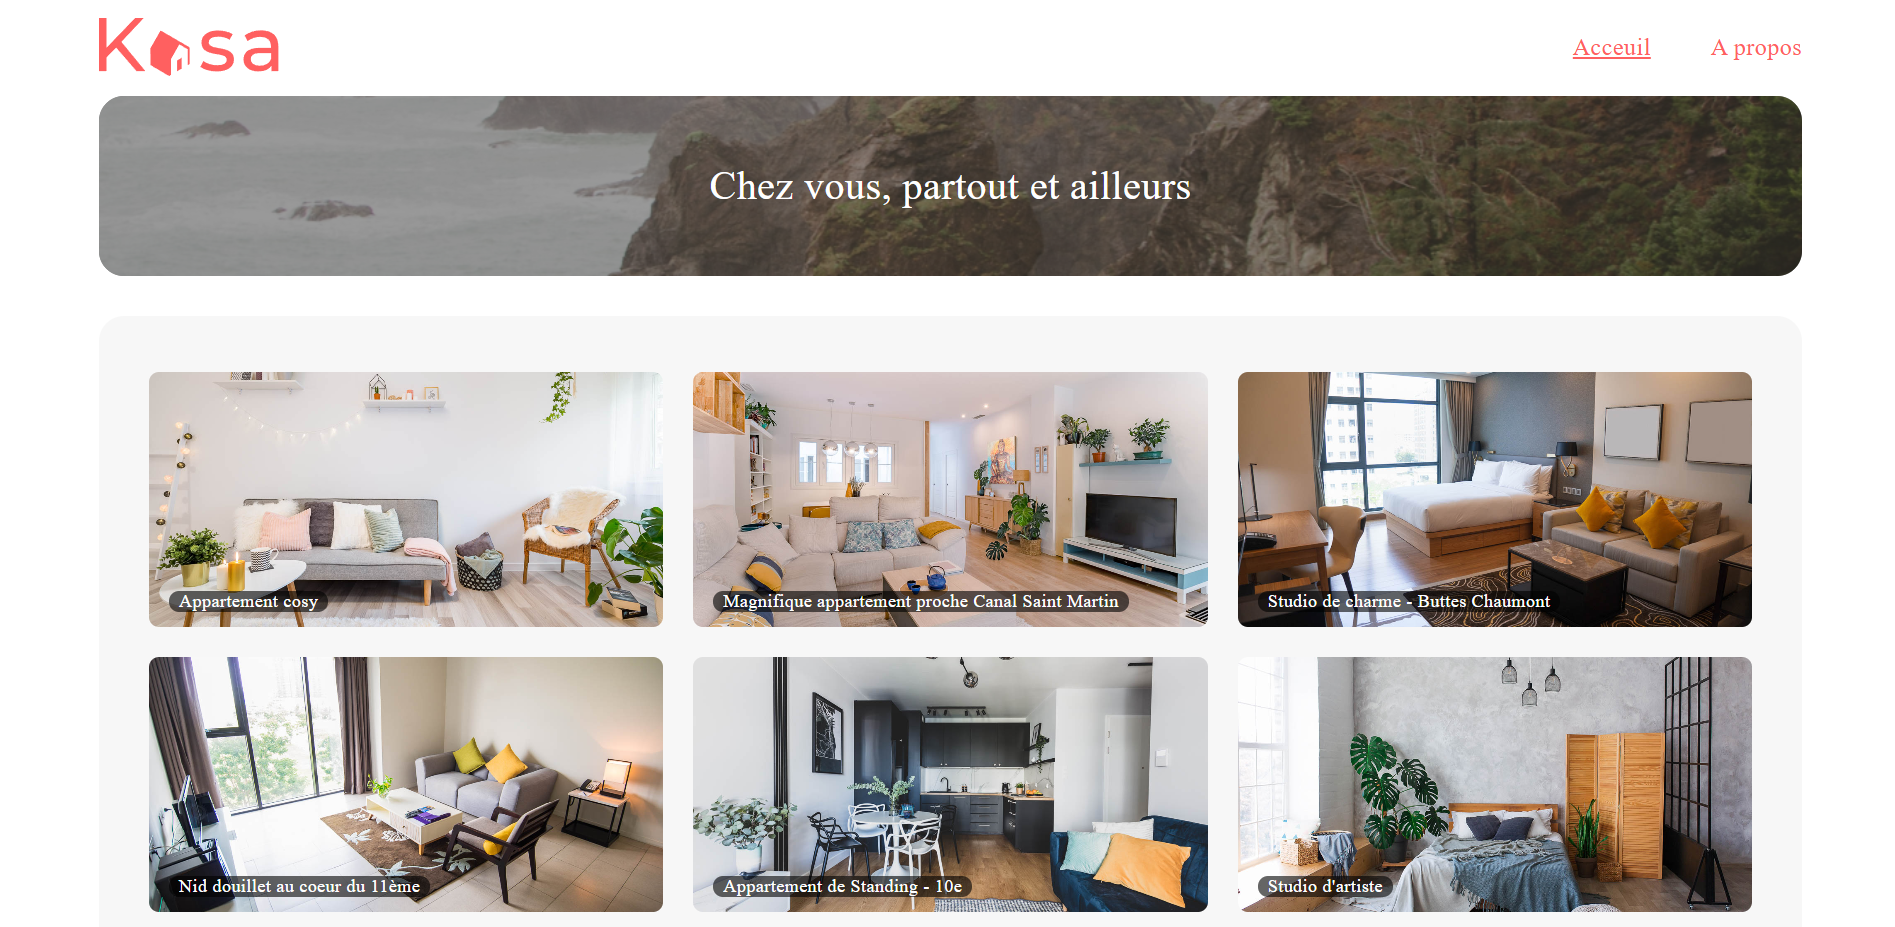 Kasa
Acceuil
A propos
Chez vous, partout et ailleurs
Appartement cosy
Magnifique appartement proche Canal Saint Martin
Studio de charme - Buttes Chaumont
Nid douillet au coeur du 11ème
Appartement de Standing - 10e
Studio d'artiste